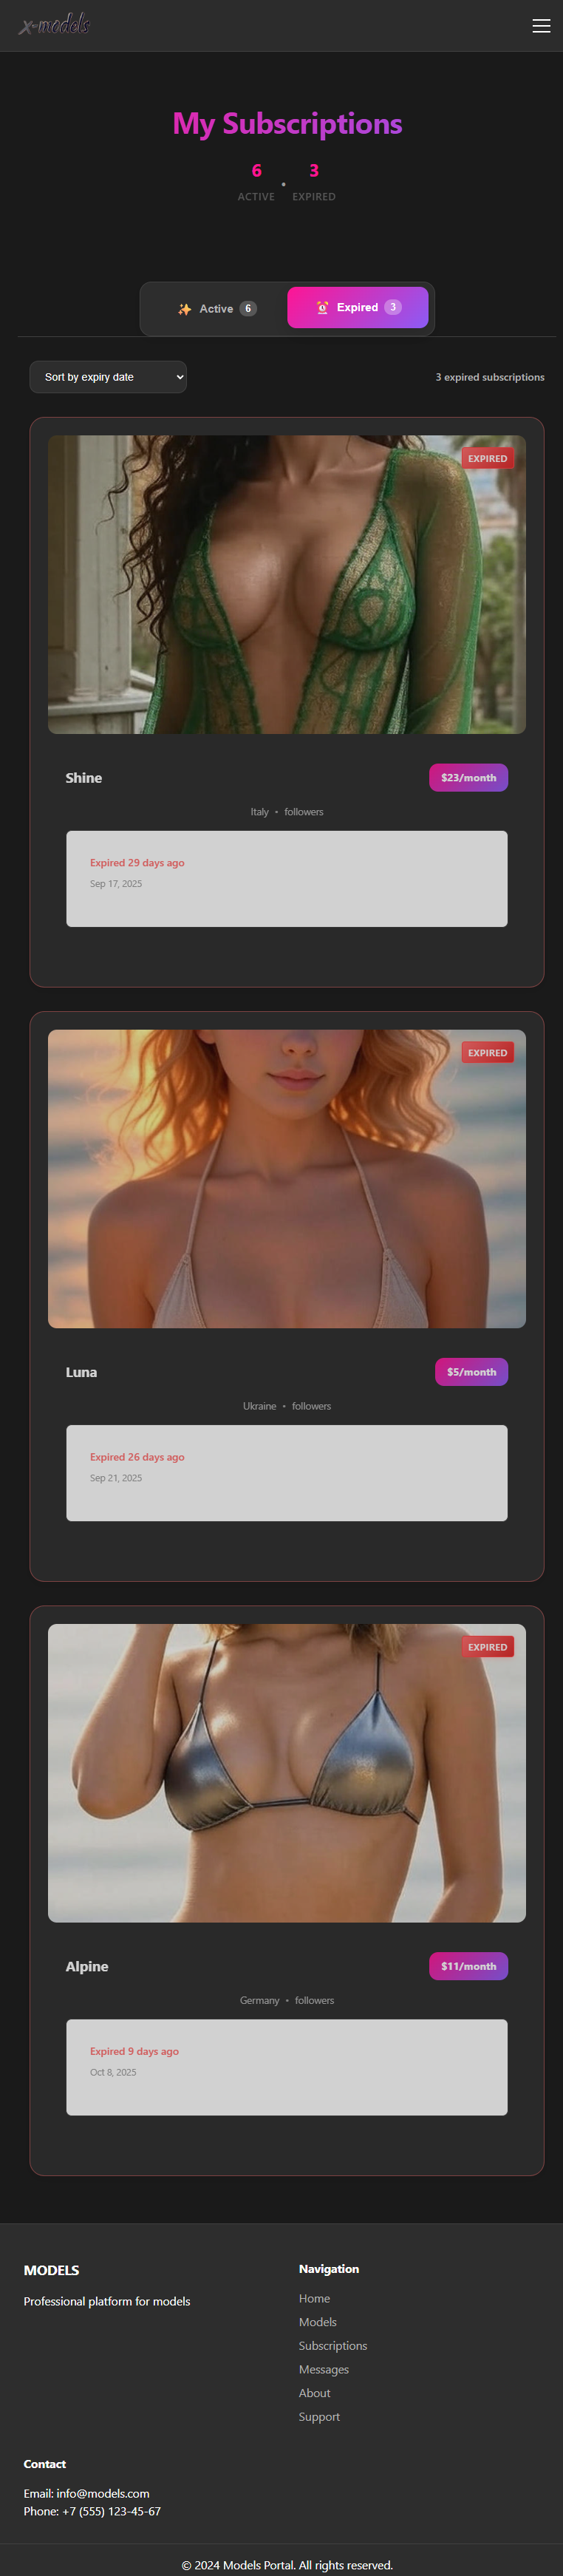 x-models
My Subscriptions
6
ACTIVE
•
3
EXPIRED
✨ Active 6
⏰ Expired 3
Sort by expiry date
3 expired subscriptions
EXPIRED
Shine
$23/month
Italy • followers
Expired 29 days ago
Sep 17, 2025
EXPIRED
Luna
$5/month
Ukraine • followers
Expired 26 days ago
Sep 21, 2025
EXPIRED
Alpine
$11/month
Germany • followers
Expired 9 days ago
Oct 8, 2025
MODELS
Professional platform for models
Navigation
Home
Models
Subscriptions
Messages
About
Support
Contact
Email: info@models.com
Phone: +7 (555) 123-45-67
© 2024 Models Portal. All rights reserved.